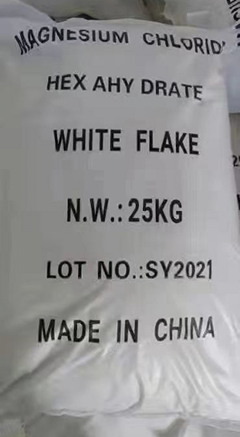 MAGNESIUM CHLORID
HEX AHY DRATE
WHITE FLAKE
N.W.: 25KG
LOT NO.:SY2021
MADE IN CHINA